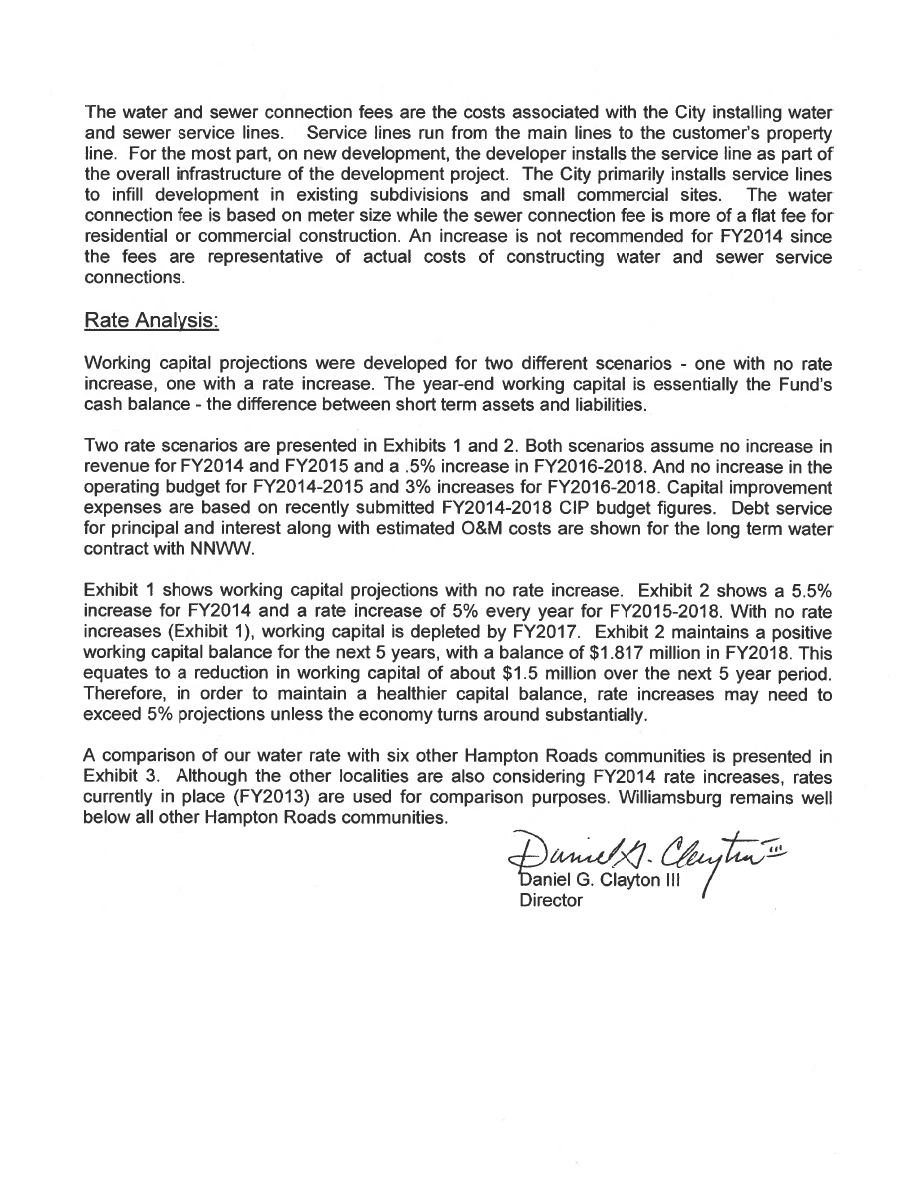 The water and sewer connection fees are the costs associated with the City installing water
and sewer service lines. Service lines run from the main lines to the customer's property
line. For the most part, on new development, the developer installs the service line as part of
the overall infrastructure of the development project. The City primarily installs service lines
to infill development in existing subdivisions and small commercial sites. The water
connection fee is based on meter size while the sewer connection fee is more of a flat fee for
residential or commercial construction. An increase is not recommended for FY2014 since
the fees are representative of actual costs of constructing water and sewer service
connections.
Rate Analysis:
Working capital projections were developed for two different scenarios - one with no rate
increase, one with a rate increase. The year-end working capital is essentially the Fund's
cash balance - the difference between short term assets and liabilities.
Two rate scenarios are presented in Exhibits 1 and 2. Both scenarios assume no increase in
revenue for FY2014 and FY2015 and a .5% increase in FY2016-2018. And no increase in the
operating budget for FY2014-2015 and 3% increases for FY2016-2018. Capital improvement
expenses are based on recently submitted FY2014-2018 CIP budget figures. Debt service
for principal and interest along with estimated O&M costs are shown for the long term water
contract with NNWW.
Exhibit 1 shows working capital projections with no rate increase. Exhibit 2 shows a 5.5%
increase for FY2014 and a rate increase of 5% every year for FY2015-2018. With no rate
increases (Exhibit 1), working capital is depleted by FY2017. Exhibit 2 maintains a positive
working capital balance for the next 5 years, with a balance of $1.817 million in FY2018. This
equates to a reduction in working capital of about $1.5 million over the next 5 year period.
Therefore, in order to maintain a healthier capital balance, rate increases may need to
exceed 5% projections unless the economy turns around substantially.
A comparison of our water rate with six other Hampton Roads communities is presented in
Exhibit 3. Although the other localities are also considering FY2014 rate increases, rates
currently in place (FY2013) are used for comparison purposes. Williamsburg remains well
below all other Hampton Roads communities.
Daniel G. Clayton III
Daniel G. Clayton III
Director